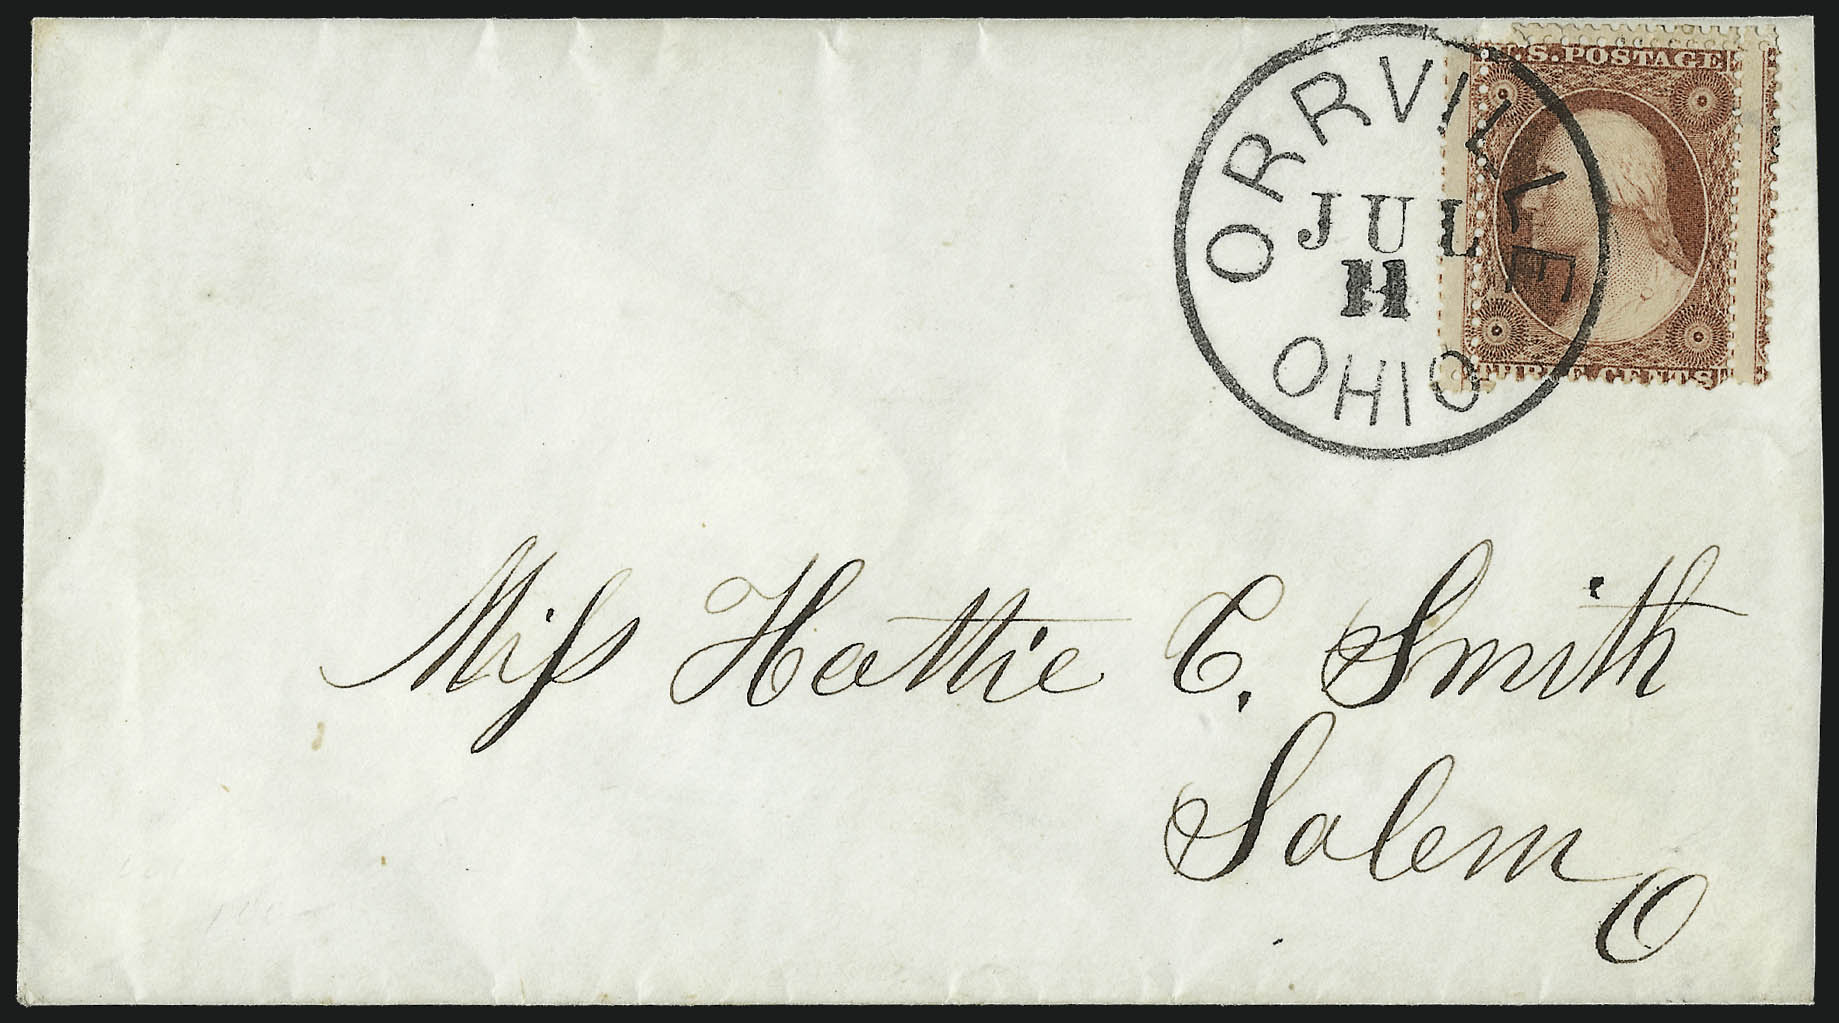 U.S. POSTAGE
THREE CENTS
ORRVILLE
JUL
11
OHIO
Miſs Hattie C. Smith
Salem
O